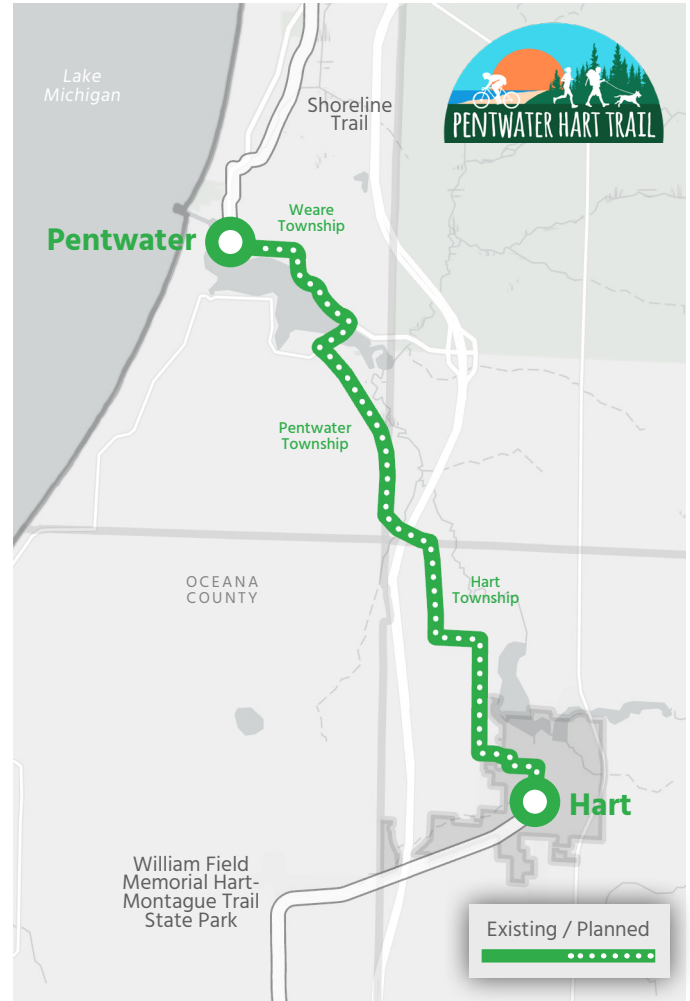 Lake
Michigan
Shoreline
Trail
PENTWATER HART TRAIL
Weare
Township
Pentwater
Pentwater
Township
OCEANA
COUNTY
Hart
Township
Hart
William Field
Memorial Hart-
Montague Trail
State Park
Existing / Planned